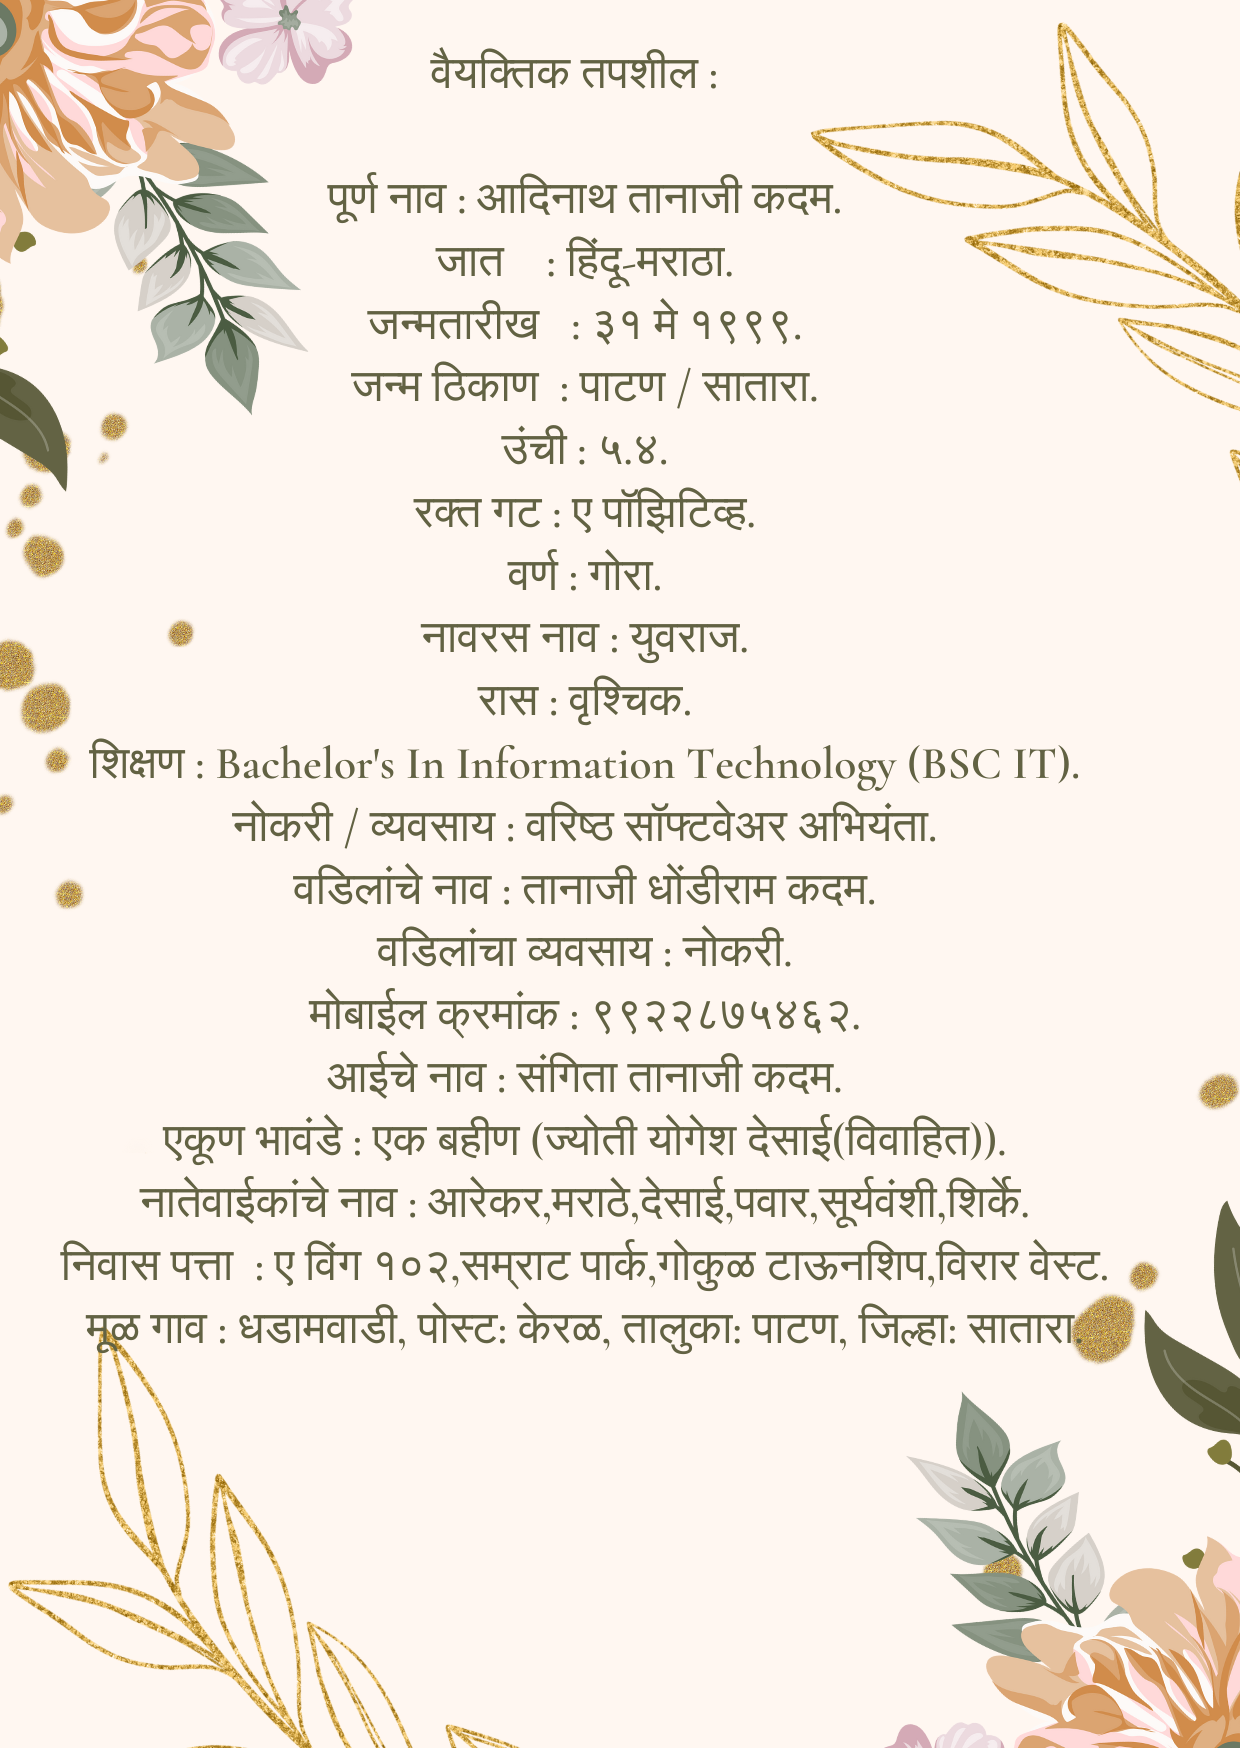 वैयक्तिक तपशील :
पूर्ण नाव : आदिनाथ तानाजी कदम.
जात : हिंदू-मराठा.
जन्मतारीख : ३१ मे १९९९.
जन्म ठिकाण : पाटण / सातारा.
उंची : ५.४.
रक्त गट : ए पॉझिटिव्ह.
वर्ण : गोरा.
नावरस नाव : युवराज.
रास : वृश्चिक.
शिक्षण : Bachelor's In Information Technology (BSC IT).
नोकरी / व्यवसाय : वरिष्ठ सॉफ्टवेअर अभियंता.
वडिलांचे नाव : तानाजी धोंडीराम कदम.
वडिलांचा व्यवसाय : नोकरी.
मोबाईल क्रमांक : ९९२२८७५४६२.
आईचे नाव : संगिता तानाजी कदम.
एकूण भावंडे : एक बहीण (ज्योती योगेश देसाई(विवाहित)).
नातेवाईकांचे नाव : आरेकर,मराठे,देसाई,पवार,सूर्यवंशी,शिर्के.
निवास पत्ता : ए विंग १०२,सम्राट पार्क,गोकुळ टाऊनशिप,विरार वेस्ट.
मूळ गाव : धडामवाडी, पोस्ट: केरळ, तालुका: पाटण, जिल्हा: सातारा.